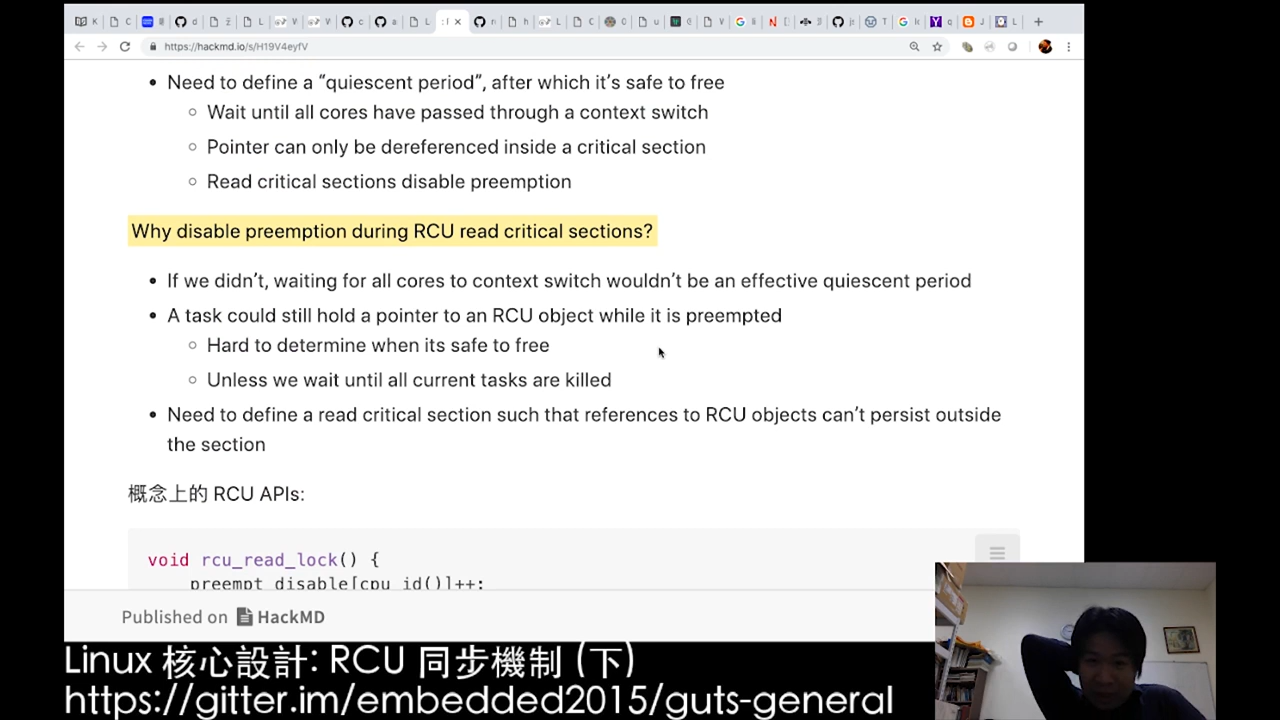 https://hackmd.io/s/H19V4eyfV
Need to define a “quiescent period”, after which it’s safe to free
Wait until all cores have passed through a context switch
Pointer can only be dereferenced inside a critical section
Read critical sections disable preemption
Why disable preemption during RCU read critical sections?
If we didn’t, waiting for all cores to context switch wouldn’t be an effective quiescent period
A task could still hold a pointer to an RCU object while it is preempted
Hard to determine when its safe to free
Unless we wait until all current tasks are killed
Need to define a read critical section such that references to RCU objects can’t persist outside
the section
概念上的 RCU APIs:
void rcu_read_lock() {
preempt_disable[cpu_id()]++;
Published on HackMD
Linux 核心設計: RCU 同步機制 (下)
https://gitter.im/embedded2015/guts-general